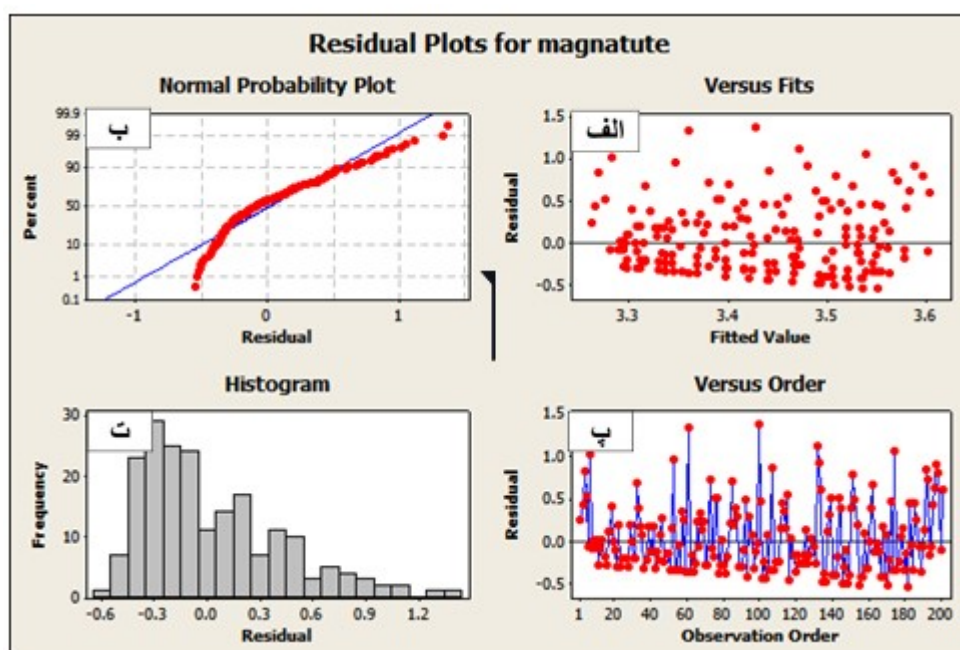 Residual Plots for magnatute
Normal Probability Plot
ب
99.9
99
90
50
10
1
0.1
Percent
-1
0
1
Residual
Versus Fits
الف
1.5
1.0
0.5
0.0
-0.5
Residual
3.3
3.4
3.5
3.6
Fitted Value
Histogram
ت
30
20
10
0
Frequency
-0.6
-0.3
0.0
0.3
0.6
0.9
1.2
Residual
Versus Order
پ
1.5
1.0
0.5
0.0
-0.5
Residual
1
20
40
60
80
100
120
140
160
180
200
Observation Order